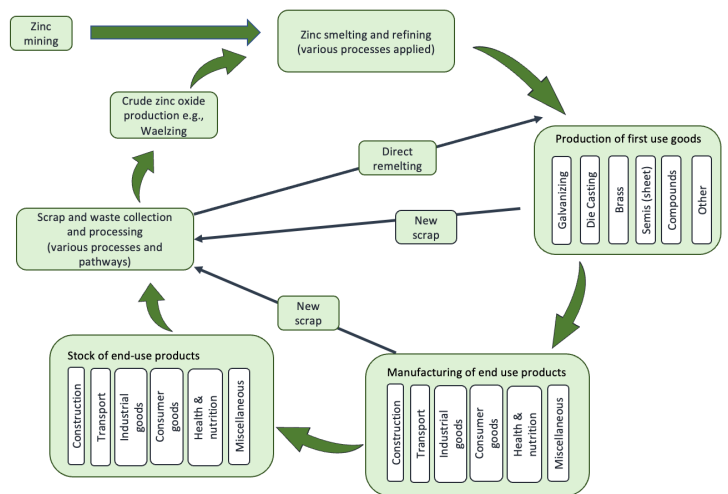 Zinc
mining
Zinc smelting and refining
(various processes applied)
Crude zinc oxide
production e.g.,
Waelzing
Direct
remelting
Production of first use goods
Galvanizing
Die Casting
Brass
Semis (sheet)
Compounds
Other
Scrap and waste collection
and processing
(various processes and
pathways)
New
scrap
New
scrap
Stock of end-use products
Construction
Transport
Industrial
goods
Consumer
goods
Health &
nutrition
Miscellaneous
Manufacturing of end use products
Construction
Transport
Industrial
goods
Consumer
goods
Health &
nutrition
Miscellaneous